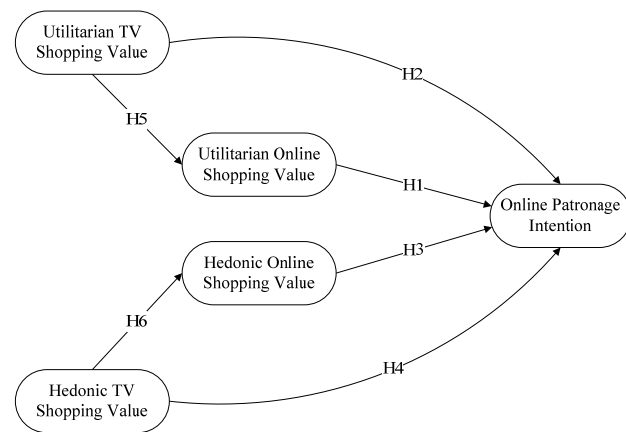 Utilitarian TV
Shopping Value
H2
H5
Utilitarian Online
Shopping Value
H1
Online Patronage
Intention
Hedonic Online
Shopping Value
H3
H6
H4
Hedonic TV
Shopping Value